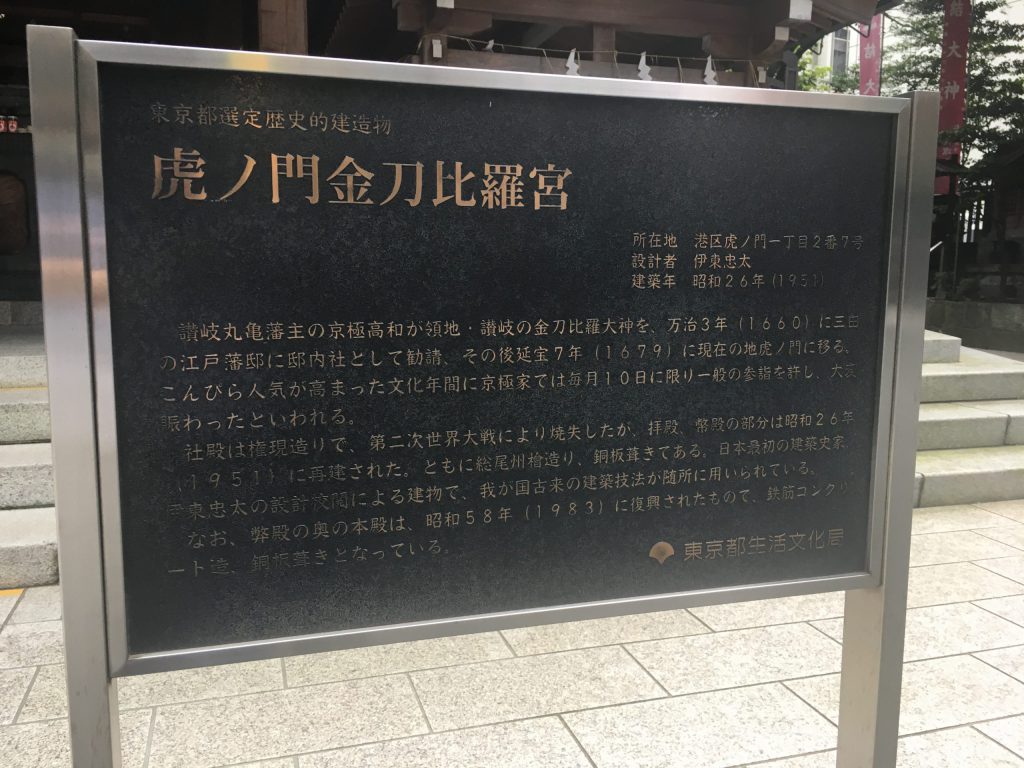 東京都選定歴史的建造物
虎ノ門金刀比羅宮
所在地 港区虎ノ門一丁目2番7号
設計者 伊東忠太
建築年 昭和26年(1951)
讃岐丸亀藩主の京極高和が領地・讃岐の金刀比羅大神を、万治3年(1660)に三田
の江戸藩邸に邸内社として勧請、その後延宝7年(1679)に現在の地虎ノ門に移る。
こんぴら人気が高まった文化年間に京極家では毎月10日に限り一般の参詣を許し、大変
賑わったといわれる。
社殿は権現造りで、第二次世界大戦により焼失したが、拝殿、幣殿の部分は昭和26年
(1951)に再建された。ともに総尾州檜造り、銅板葺きである。日本最初の建築史家
伊東忠太の設計校閲による建物で、我が国古来の建築技法が随所に用いられている。
なお、弊殿の奥の本殿は、昭和58年(1983)に復興されたもので、鉄筋コンクリ
ート造、銅板葺きとなっている。
東京都生活文化局
結大神
結大